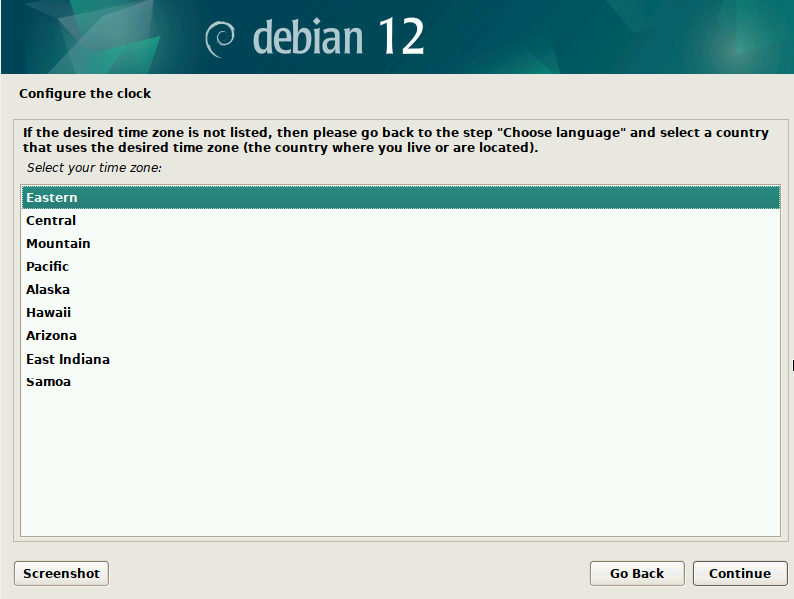 debian 12
Configure the clock
If the desired time zone is not listed, then please go back to the step "Choose language" and select a country
that uses the desired time zone (the country where you live or are located).
Select your time zone:
Eastern
Central
Mountain
Pacific
Alaska
Hawaii
Arizona
East Indiana
Samoa
Screenshot
Go Back
Continue